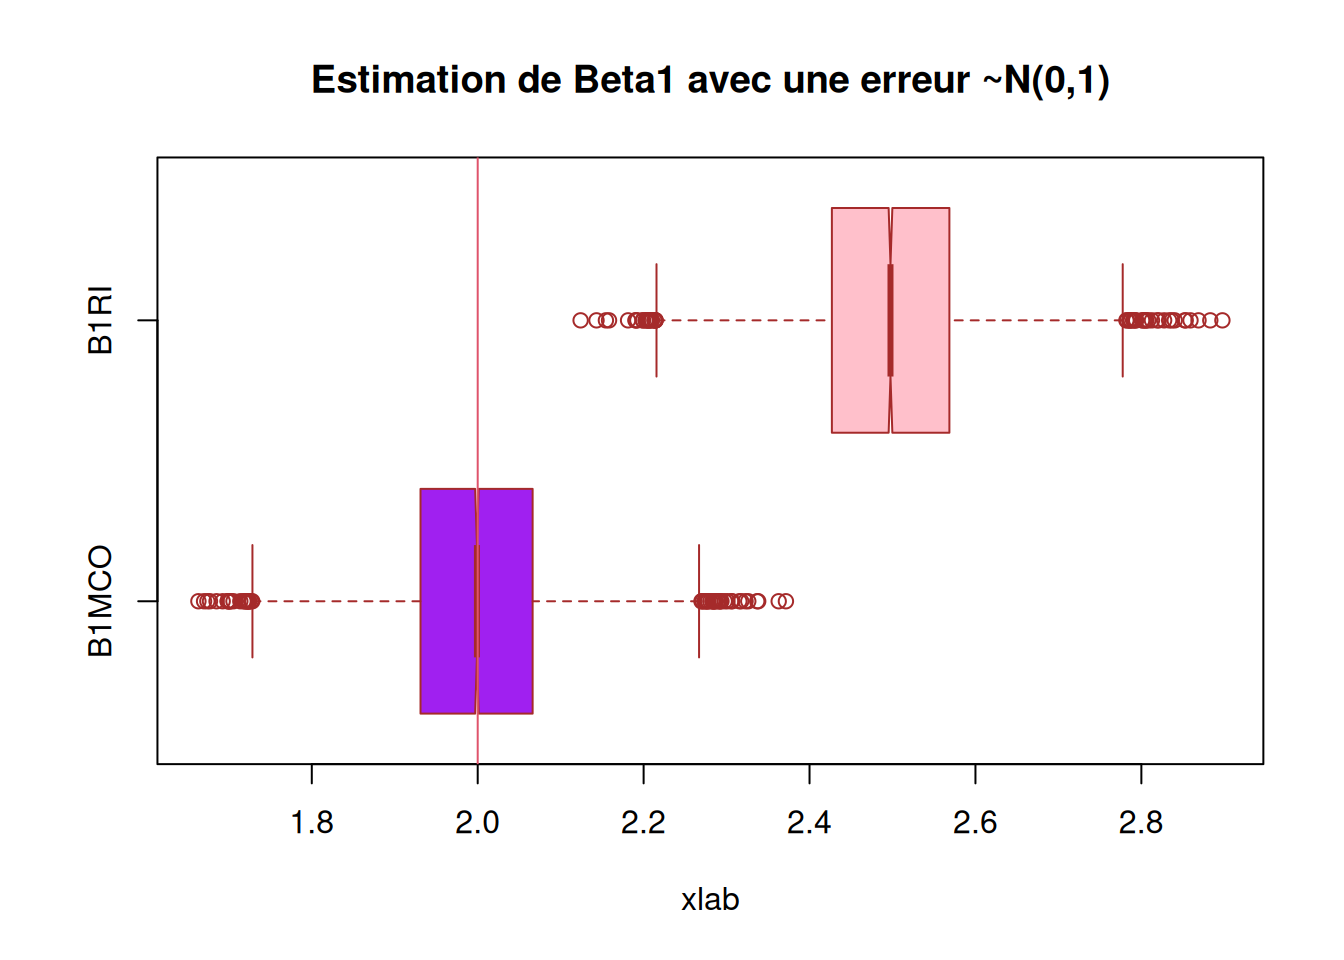 Estimation de Beta1 avec une erreur ~N(0,1)
B1RI
B1MCO
1.8 2.0 2.2 2.4 2.6 2.8
xlab